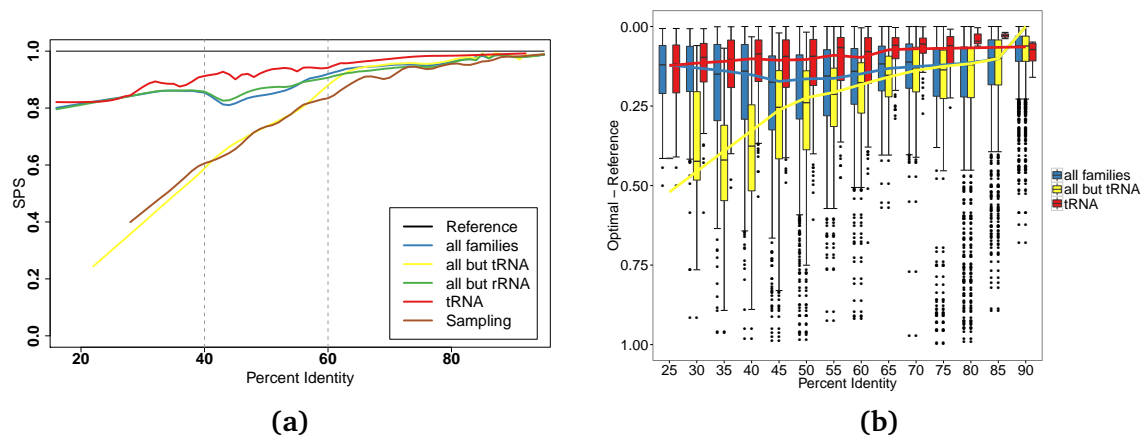 SPS
1.0
0.8
0.6
0.4
0.2
0.0
Reference
all families
all but tRNA
all but rRNA
tRNA
Sampling
20 40 60 80
Percent Identity
(a)
Optimal – Reference
0.00
0.25
0.50
0.75
1.00
25 30 35 40 45 50 55 60 65 70 75 80 85 90
Percent Identity
all families
all but tRNA
tRNA
(b)